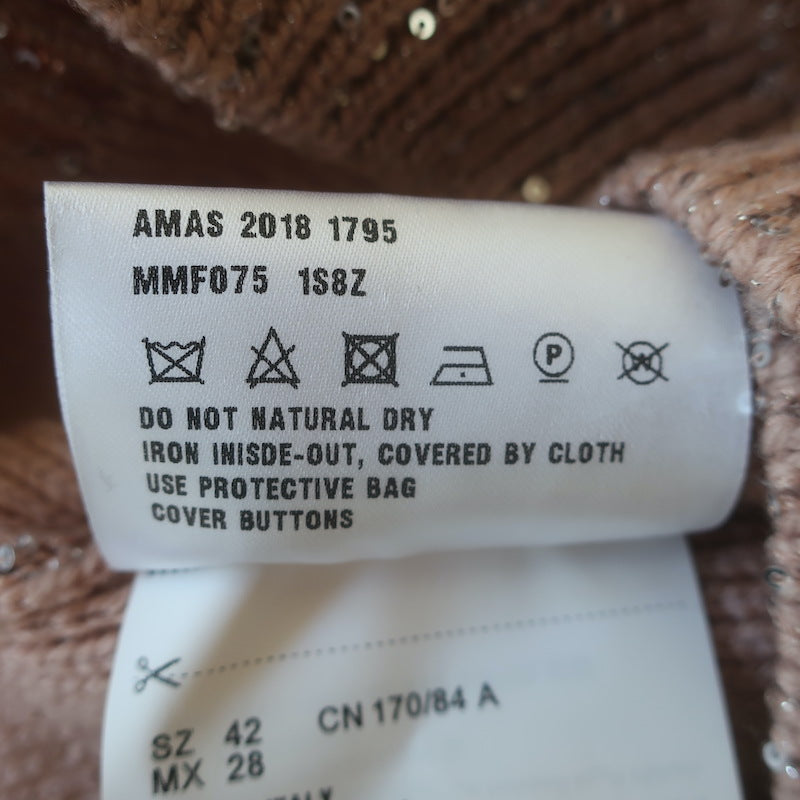 AMAS 2018 1795
MMF075 1S8Z
P W
DO NOT NATURAL DRY
IRON INISDE-OUT, COVERED BY CLOTH
USE PROTECTIVE BAG
COVER BUTTONS
SZ 42 CN 170/84 A
MX 28
ITALY